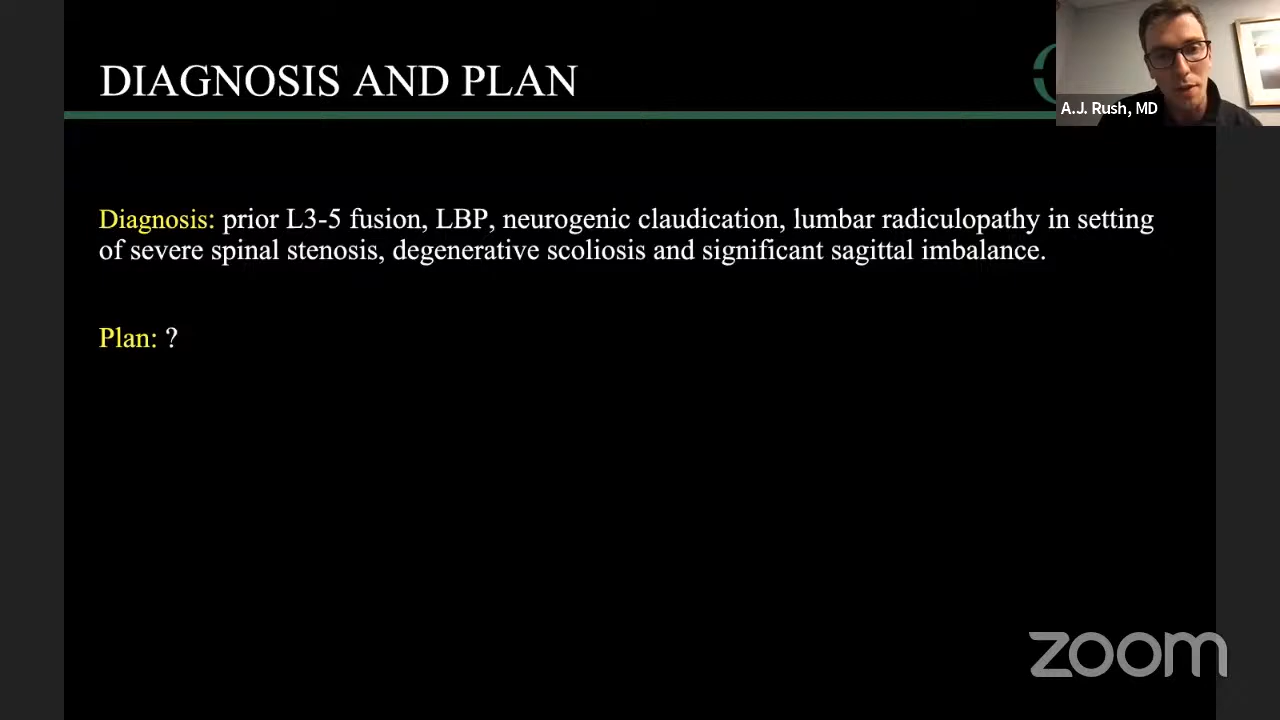 DIAGNOSIS AND PLAN
A.J. Rush, MD
Diagnosis: prior L3-5 fusion, LBP, neurogenic claudication, lumbar radiculopathy in setting
of severe spinal stenosis, degenerative scoliosis and significant sagittal imbalance.
Plan: ?
zoom